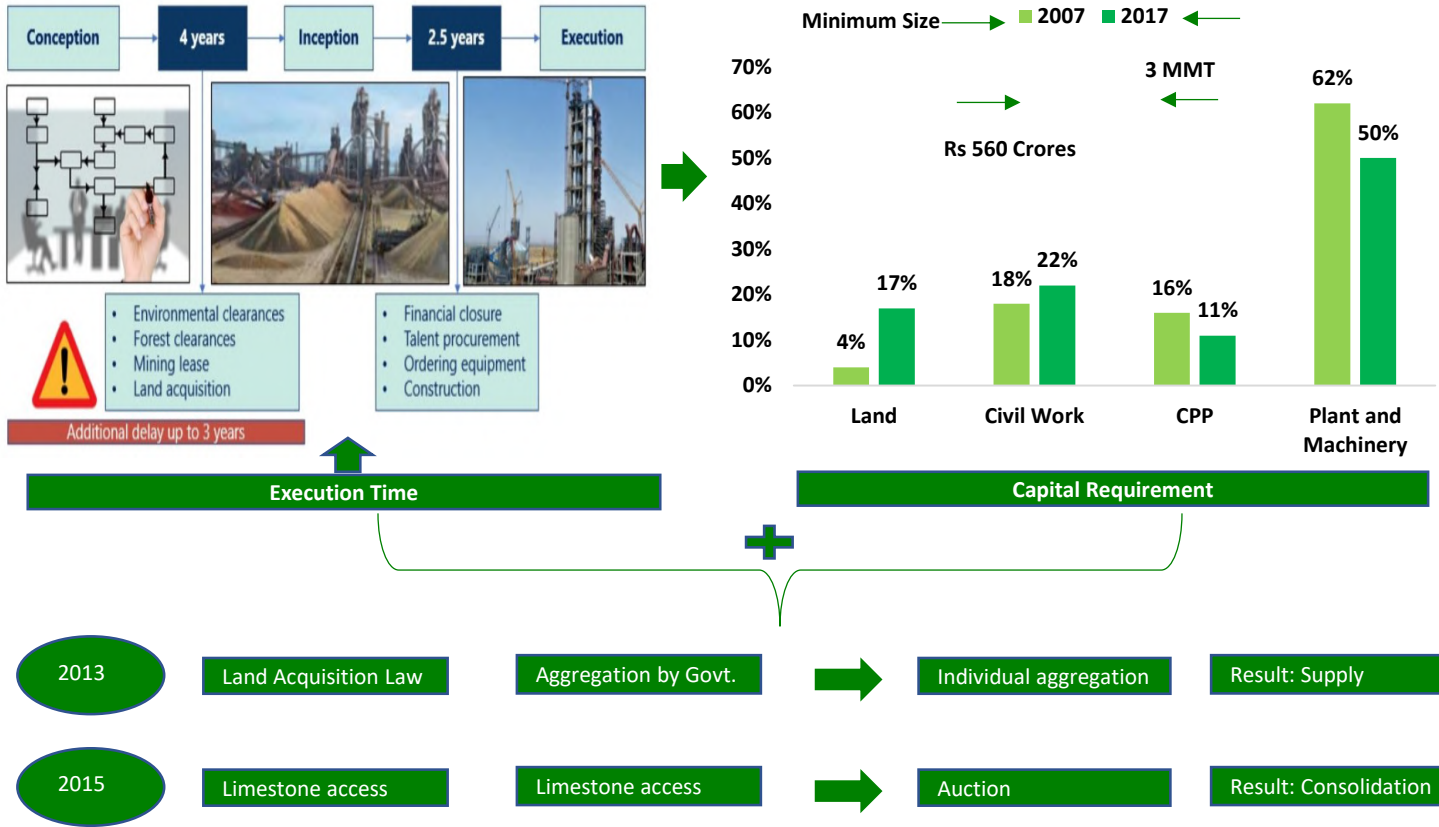 Conception
4 years
Inception
2.5 years
Execution
• Environmental clearances
• Forest clearances
• Mining lease
• Land acquisition
• Financial closure
• Talent procurement
• Ordering equipment
• Construction
Additional delay up to 3 years
Execution Time
Minimum Size
2007
2017
3 MMT
Rs 560 Crores
70%
60%
50%
40%
30%
20%
10%
0%
4%
17%
18%
22%
16%
11%
62%
50%
Land
Civil Work
CPP
Plant and
Machinery
Capital Requirement
2013
Land Acquisition Law
Aggregation by Govt.
Individual aggregation
Result: Supply
2015
Limestone access
Limestone access
Auction
Result: Consolidation